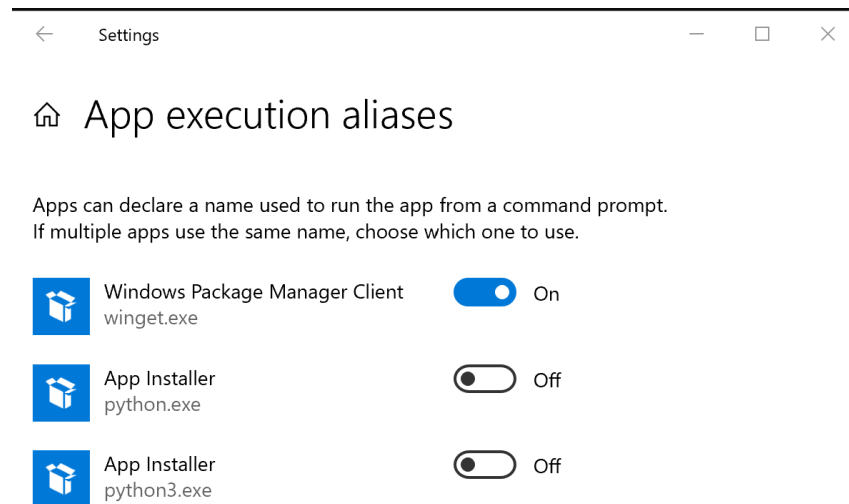 Settings
App execution aliases
Apps can declare a name used to run the app from a command prompt.
If multiple apps use the same name, choose which one to use.
Windows Package Manager Client
winget.exe
On
App Installer
python.exe
Off
App Installer
python3.exe
Off